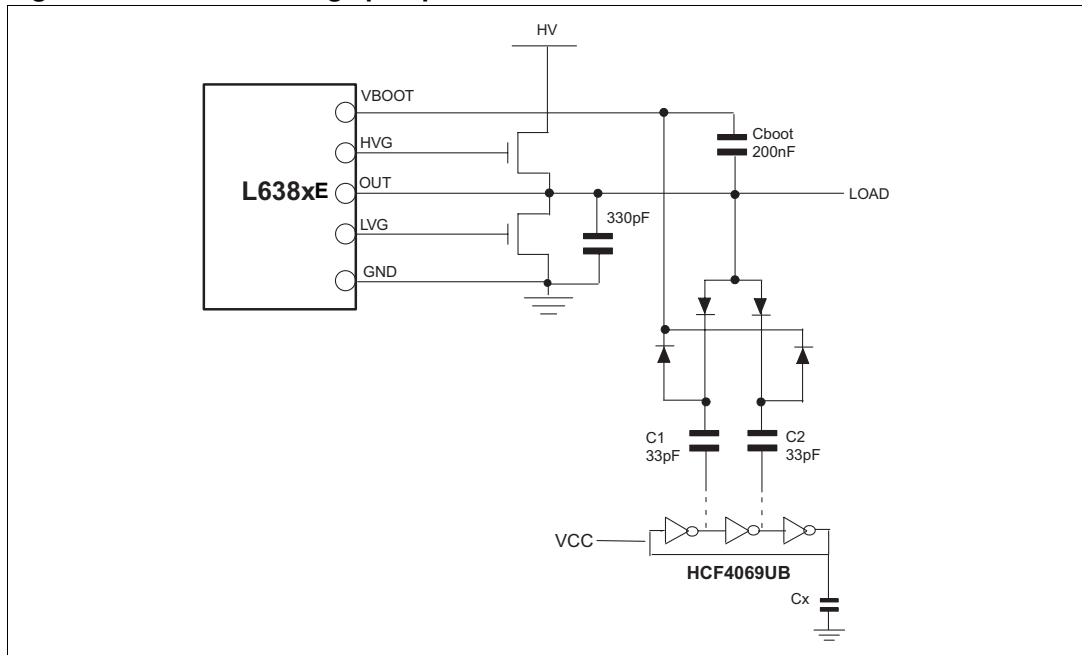 HV
VBOOT
Cboot
200nF
HVG
L638xE
OUT
LOAD
330pF
LVG
GND
C1
33pF
C2
33pF
VCC
HCF4069UB
Cx